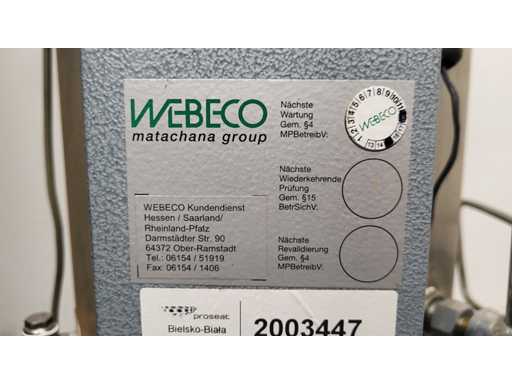 WEBECO
matachana group
WEBECO Kundendienst
Hessen / Saarland/
Rheinland-Pfalz
Darmstädter Str. 90
64372 Ober-Ramstadt
Tel.: 06154 / 51919
Fax: 06154 / 1406
Nächste
Wartung
Gem. §4
MPBetreibV:
1 2 3 4 5 6 7 8 9 10 11
WEBECO
13 14
Nächste
Wiederkehrende
Prüfung
Gem. §15
BetrSichV:
Nächste
Revalidierung
Gem. §4
MPBetreibV:
proseat
Bielsko-Biała
2003447